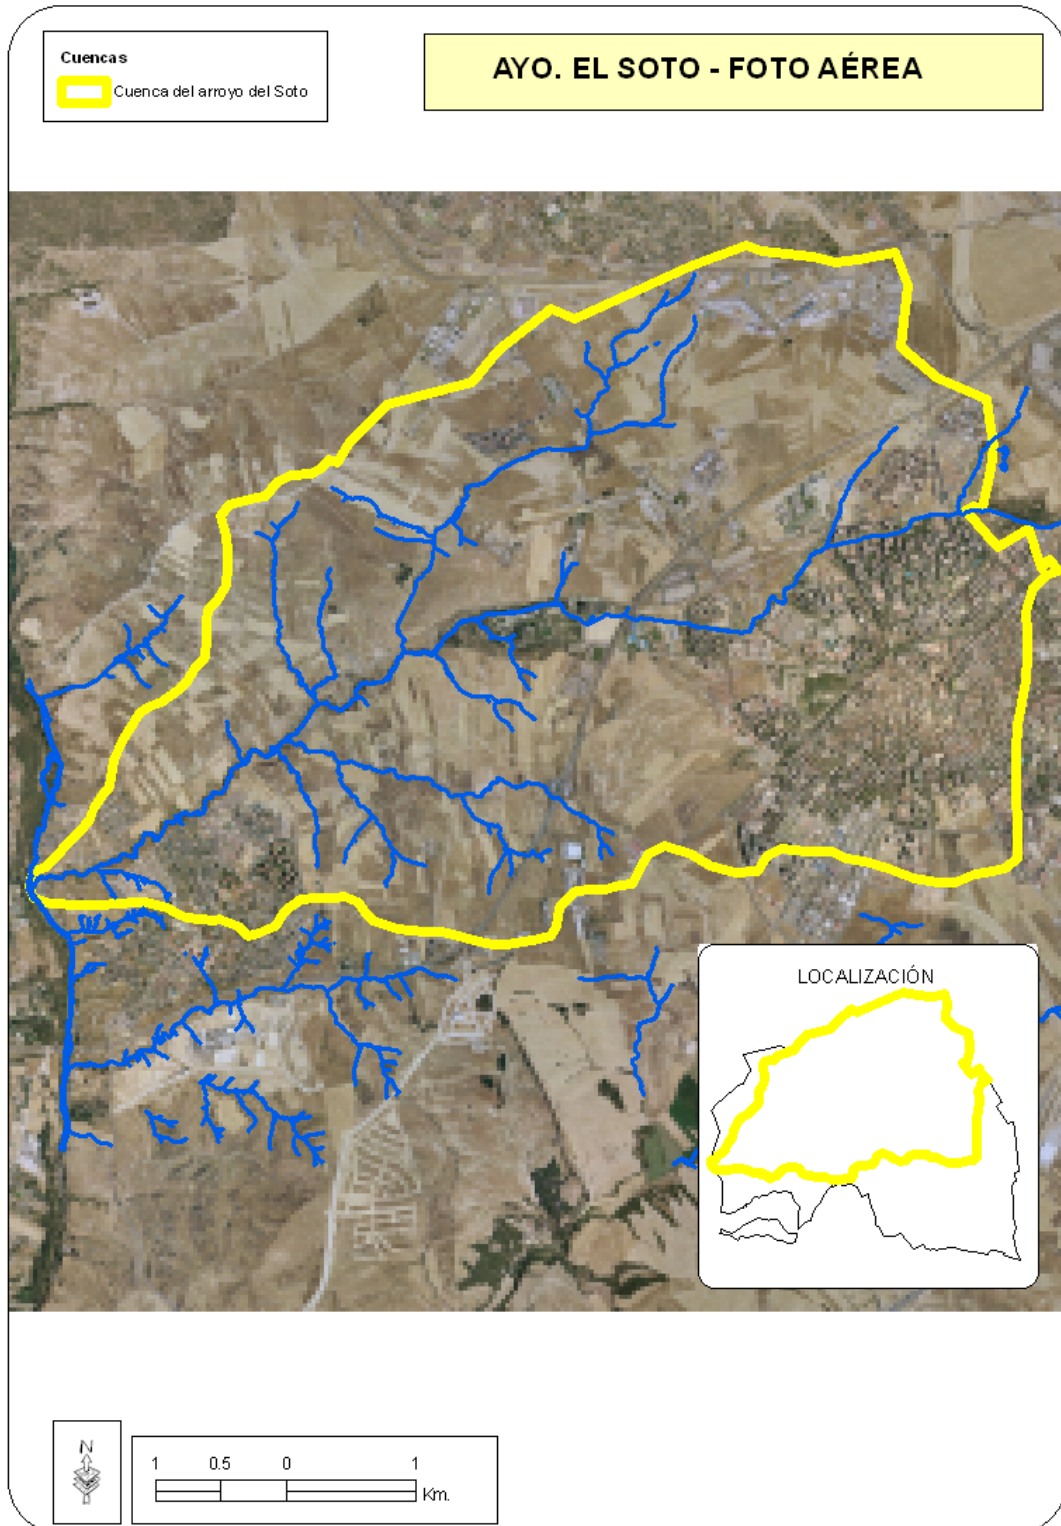 Cuencas
Cuenca del arroyo del Soto
AYO. EL SOTO - FOTO AÉREA
LOCALIZACIÓN
N
1 0.5 0 1
Km.